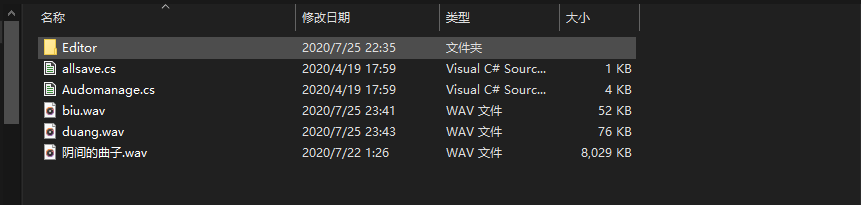 名称 修改日期 类型 大小
Editor 2020/7/25 22:35 文件夹
allsave.cs 2020/4/19 17:59 Visual C# Sourc... 1 KB
Audomanage.cs 2020/4/19 17:59 Visual C# Sourc... 4 KB
biu.wav 2020/7/25 23:41 WAV 文件 52 KB
duang.wav 2020/7/25 23:43 WAV 文件 76 KB
阴间的曲子.wav 2020/7/22 1:26 WAV 文件 8,029 KB